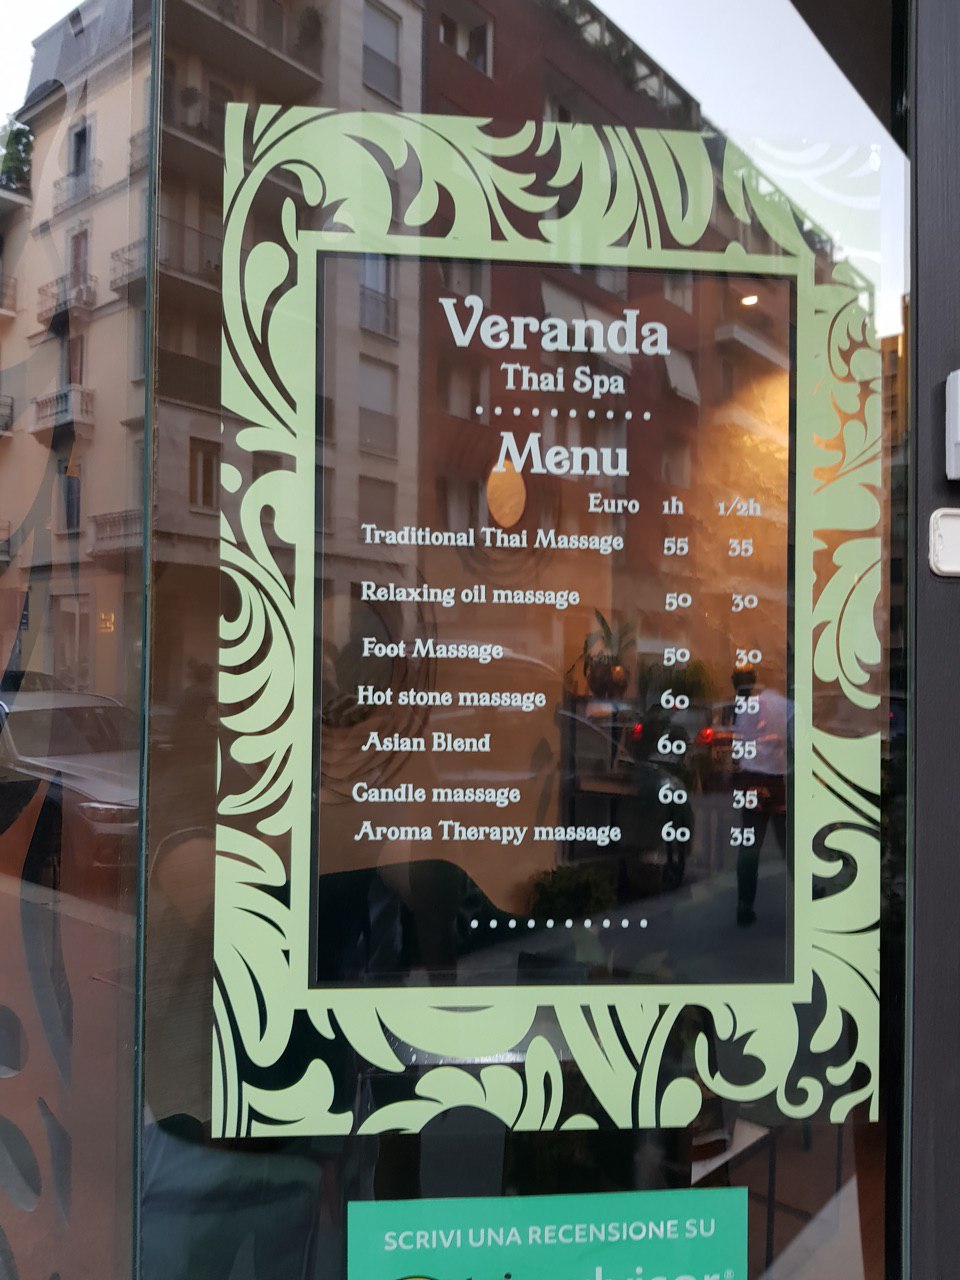 Veranda
Thai Spa
Menu
Euro 1h 1/2h
Traditional Thai Massage 55 35
Relaxing oil massage 50 30
Foot Massage 50 30
Hot stone massage 60 35
Asian Blend 60 35
Candle massage 60 35
Aroma Therapy massage 60 35
SCRIVI UNA RECENSIONE SU